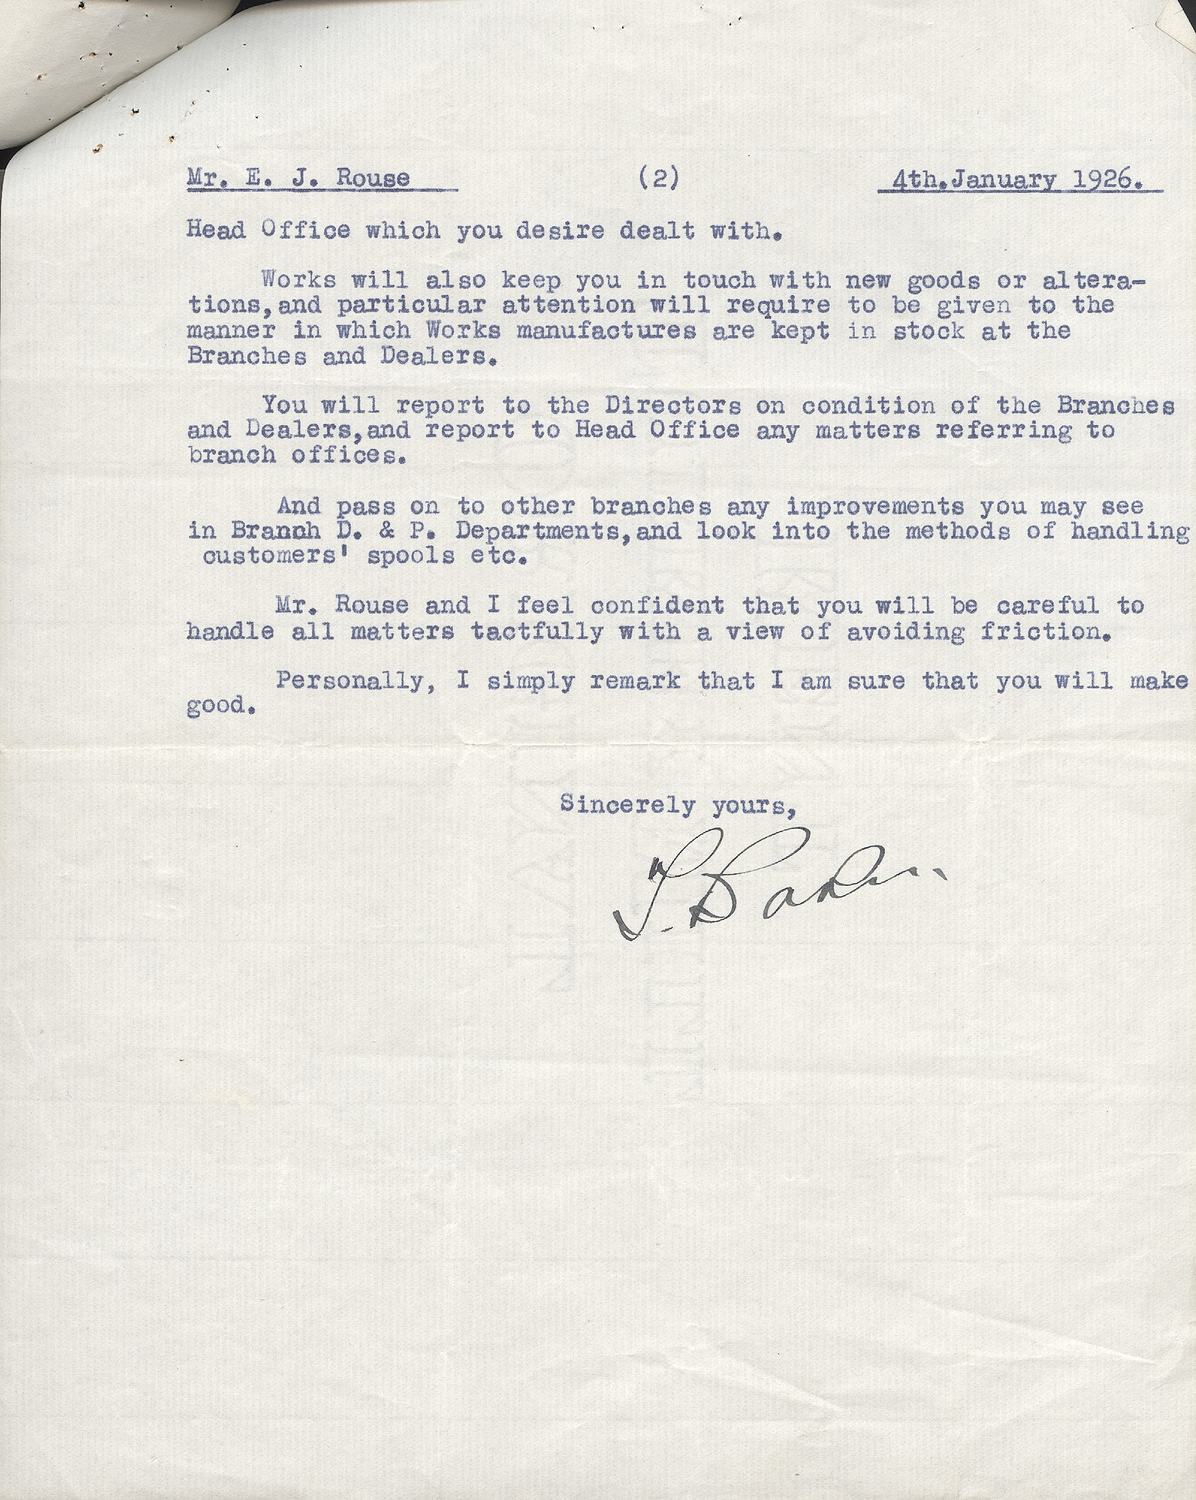 Mr. E. J. Rouse (2) 4th.January 1926.
Head Office which you desire dealt with.
Works will also keep you in touch with new goods or altera-
tions,and particular attention will require to be given to the
manner in which Works manufactures are kept in stock at the
Branches and Dealers.
You will report to the Directors on condition of the Branches
and Dealers,and report to Head Office any matters referring to
branch offices.
And pass on to other branches any improvements you may see
in Branch D. & P. Departments,and look into the methods of handling
customers' spools etc.
Mr. Rouse and I feel confident that you will be careful to
handle all matters tactfully with a view of avoiding friction.
Personally, I simply remark that I am sure that you will make
good.
Sincerely yours,
T. Baker